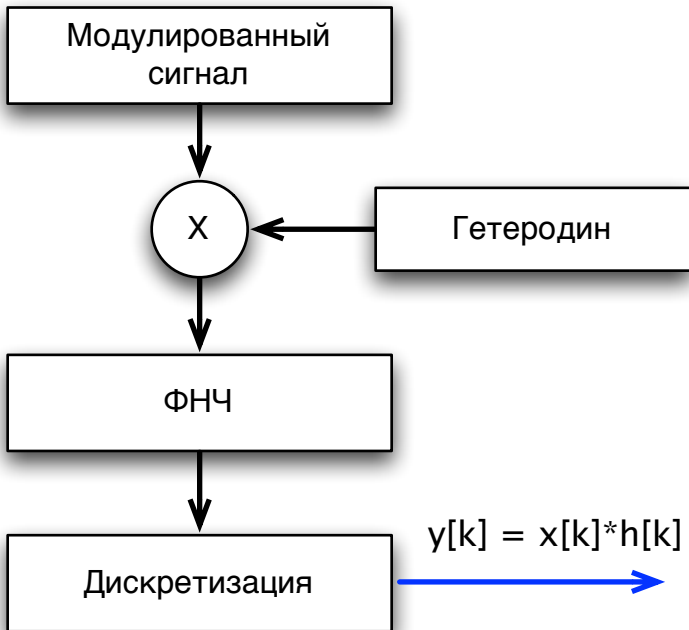 Модулированный
сигнал
X
Гетеродин
ФНЧ
y[k] = x[k]*h[k]
Дискретизация